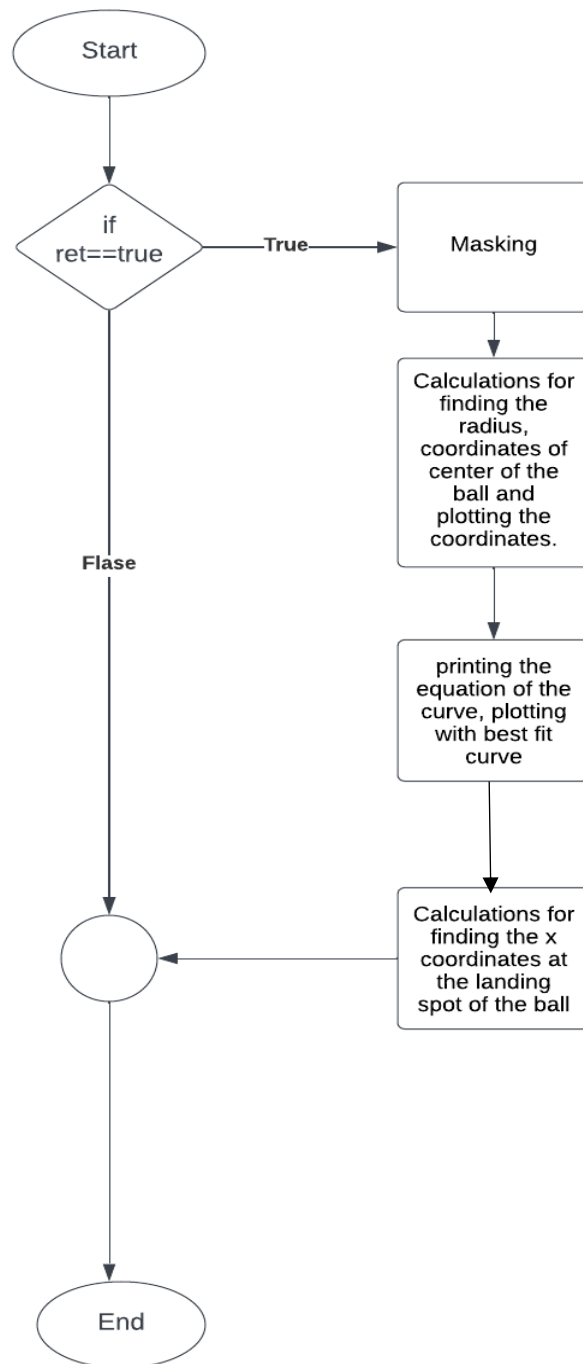 Start
if
ret==true
True
Masking
Calculations for
finding the
radius,
coordinates of
center of the
ball and
plotting the
coordinates.
Flase
printing the
equation of the
curve, plotting
with best fit
curve
Calculations for
finding the x
coordinates at
the landing
spot of the ball
End